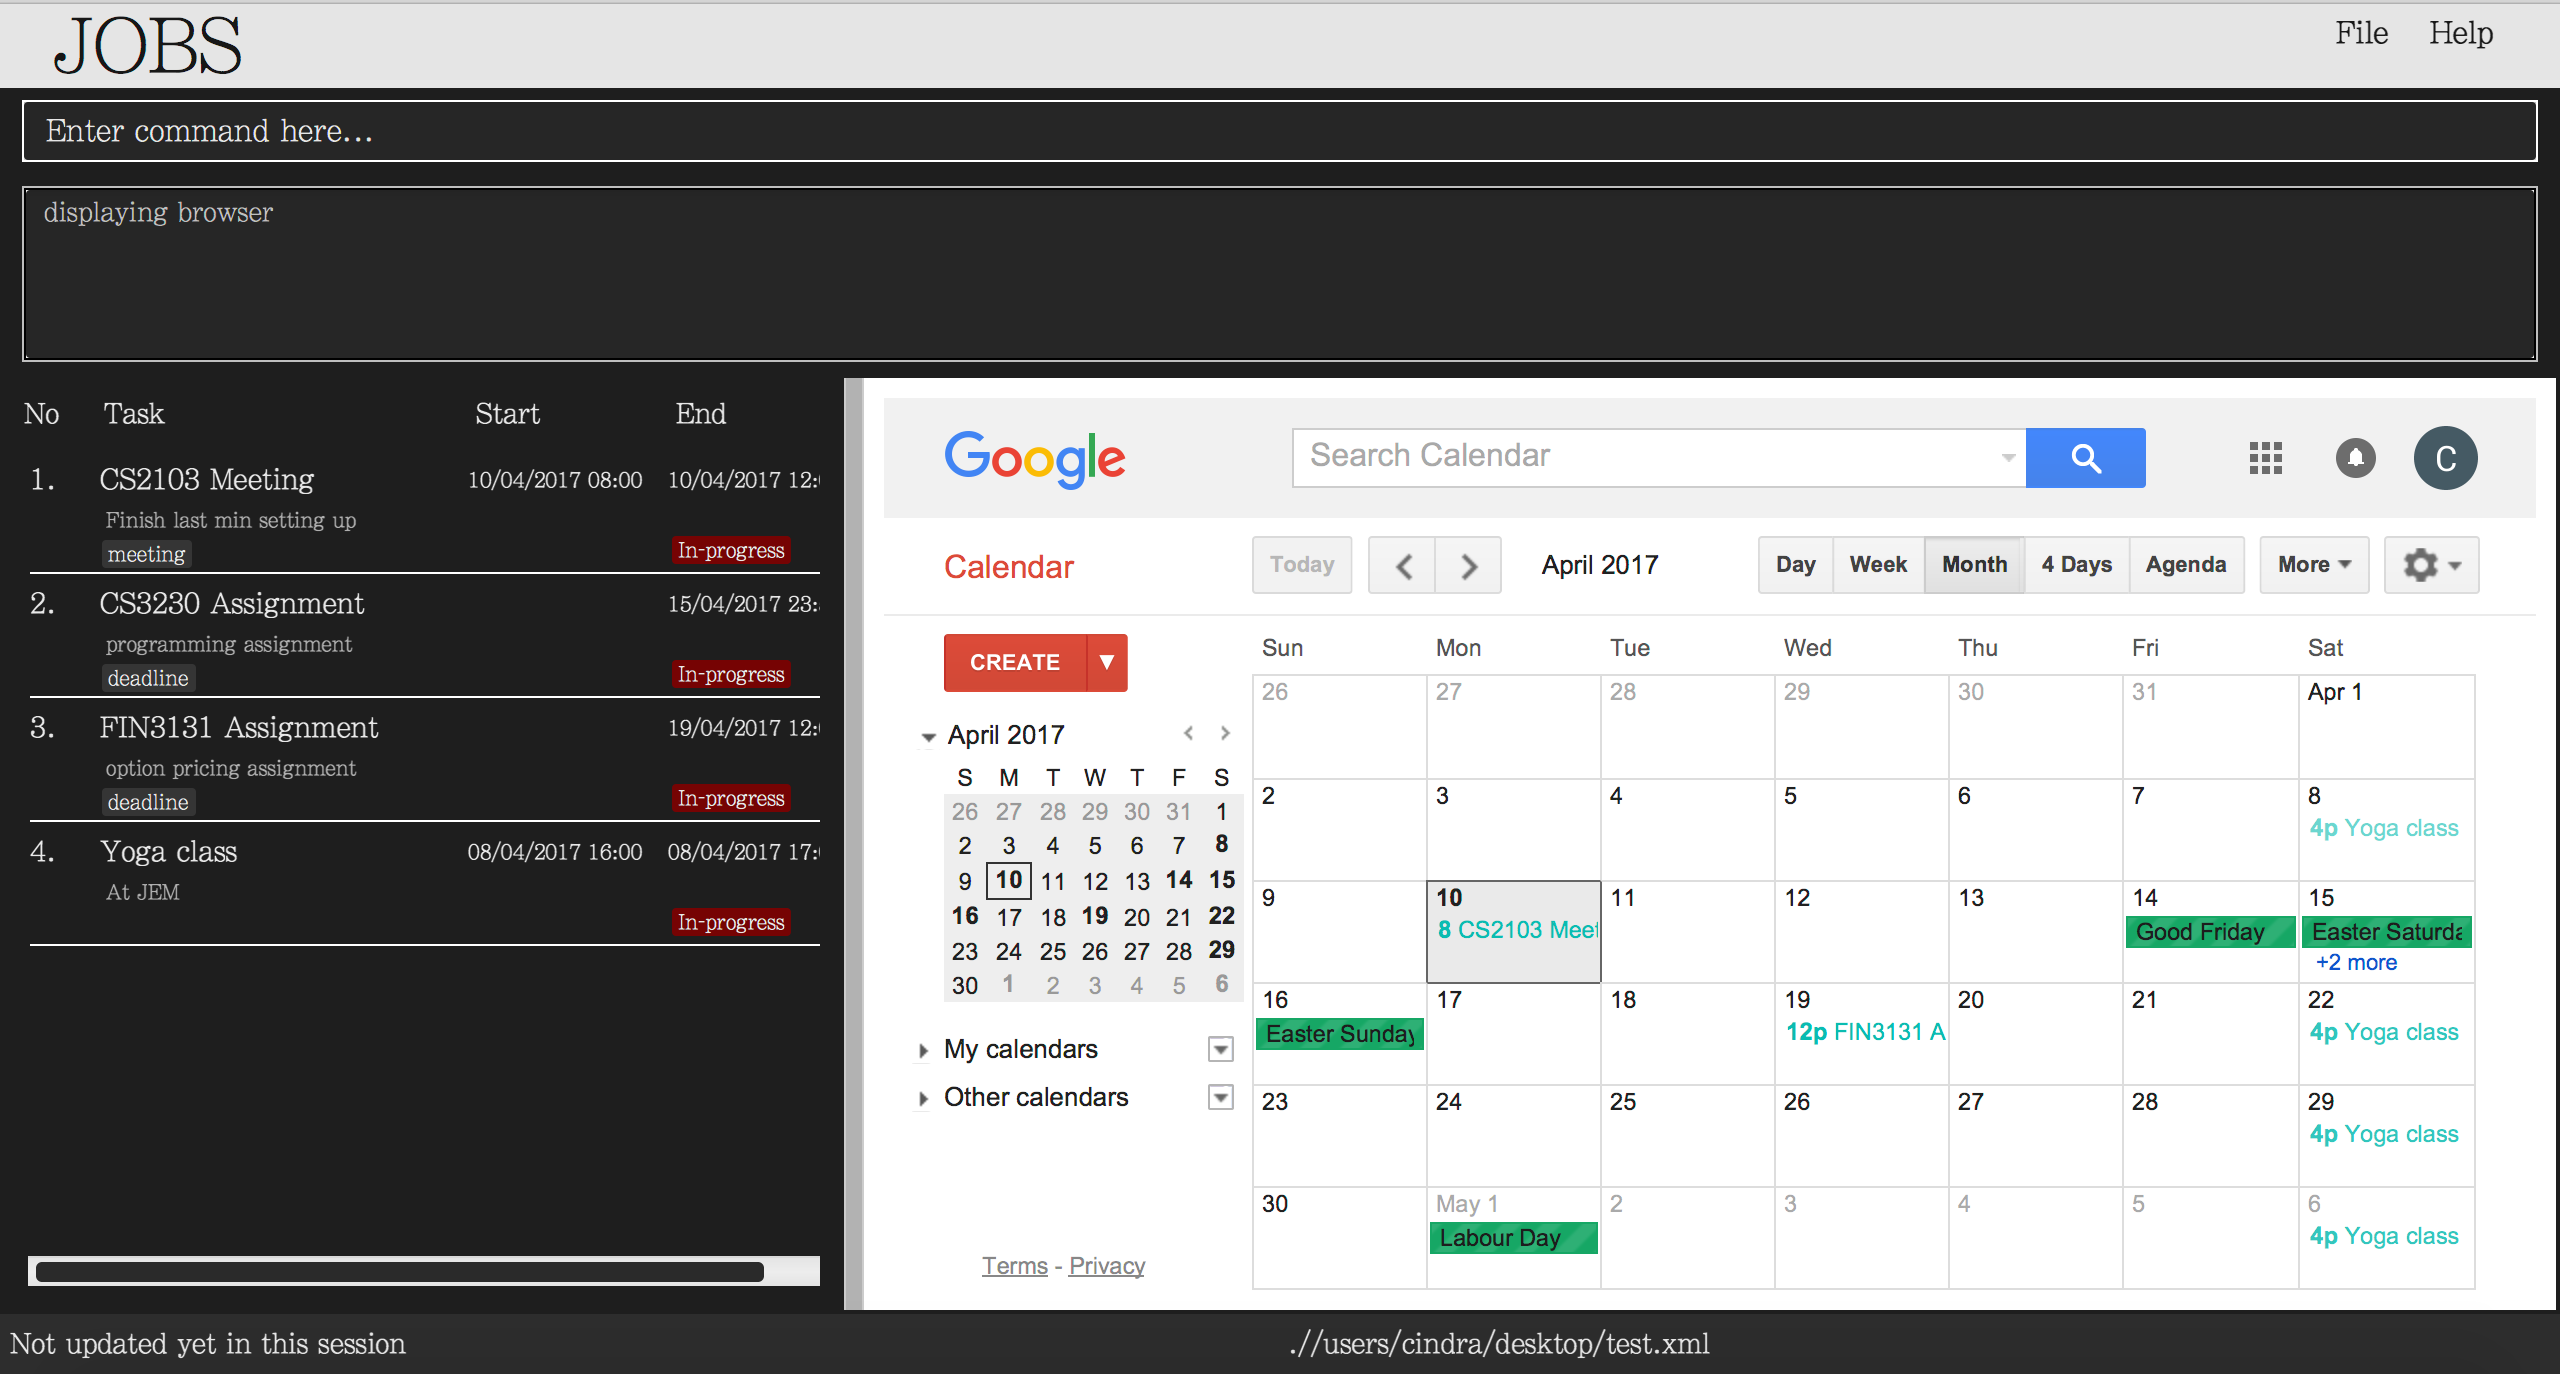 JOBS File Help
Enter command here...
displaying browser
No Task Start End
1. CS2103 Meeting 10/04/2017 08:00 10/04/2017 12:
Finish last min setting up
meeting In-progress
2. CS3230 Assignment 15/04/2017 23:
programming assignment
deadline In-progress
3. FIN3131 Assignment 19/04/2017 12:
option pricing assignment
deadline In-progress
4. Yoga class 08/04/2017 16:00 08/04/2017 17:
At JEM
In-progress
Google Search Calendar C
Calendar Today April 2017 Day Week Month 4 Days Agenda More
CREATE
April 2017
S M T W T F S
26 27 28 29 30 31 1
2 3 4 5 6 7 8
9 10 11 12 13 14 15
16 17 18 19 20 21 22
23 24 25 26 27 28 29
30 1 2 3 4 5 6
My calendars
Other calendars
Terms - Privacy
Sun Mon Tue Wed Thu Fri Sat
26 27 28 29 30 31 Apr 1
2 3 4 5 6 7 8
4p Yoga class
9 10 11 12 13 14 15
8 CS2103 Meet Good Friday Easter Saturda
+2 more
16 17 18 19 20 21 22
Easter Sunday 12p FIN3131 A 4p Yoga class
23 24 25 26 27 28 29
4p Yoga class
30 May 1 2 3 4 5 6
Labour Day 4p Yoga class
Not updated yet in this session .//users/cindra/desktop/test.xml